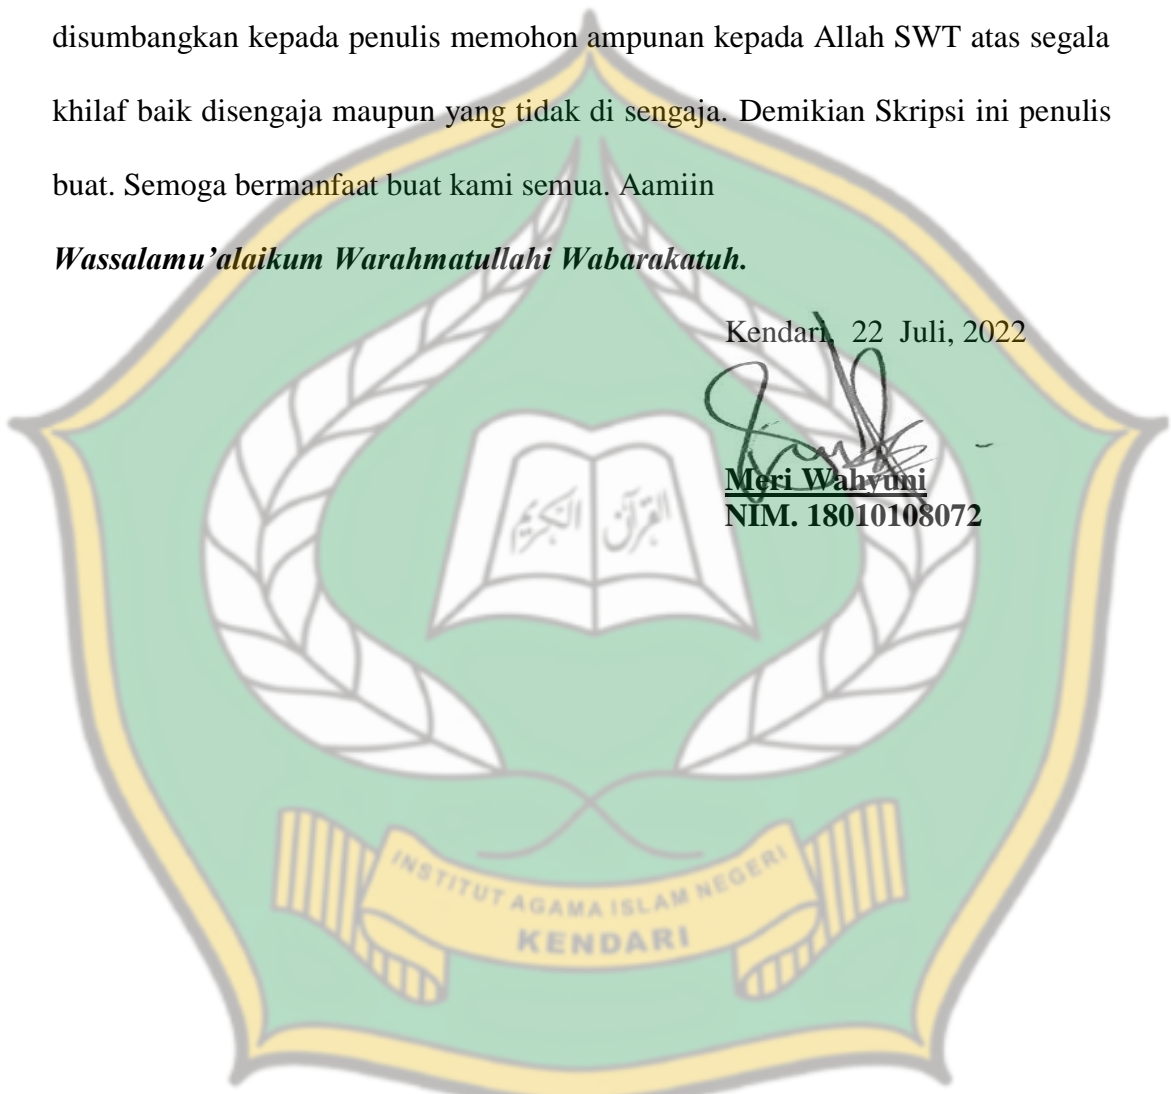 disumbangkan kepada penulis memohon ampunan kepada Allah SWT atas segala
khilaf baik disengaja maupun yang tidak di sengaja. Demikian Skripsi ini penulis
buat. Semoga bermanfaat buat kami semua. Aamiin
Wassalamu’alaikum Warahmatullahi Wabarakatuh.
Kendari, 22 Juli, 2022
Meri Wahyuni
NIM. 18010108072
القرآن الكريم
INSTITUT AGAMA ISLAM NEGERI
KENDARI